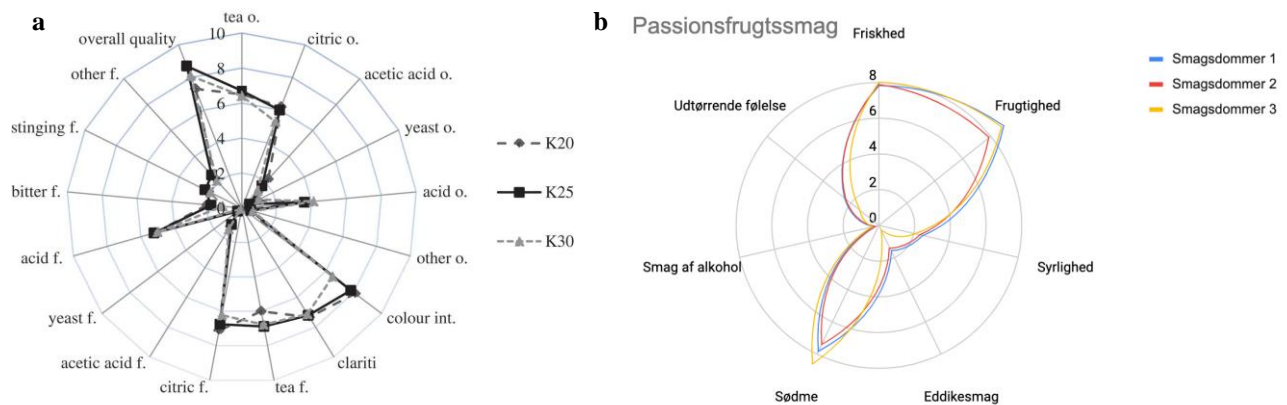 a
tea o.
citric o.
acetic acid o.
yeast o.
acid o.
other o.
colour int.
clariti
tea f.
citric f.
acetic acid f.
yeast f.
acid f.
bitter f.
stinging f.
other f.
overall quality
10
8
6
4
2
0
K20
K25
K30
b
Passionsfrugtssmag
Friskhed
Frugtighed
Syrlighed
Eddikesmag
Sødme
Smag af alkohol
Udtørrende følelse
8
6
4
2
0
Smagsdommer 1
Smagsdommer 2
Smagsdommer 3